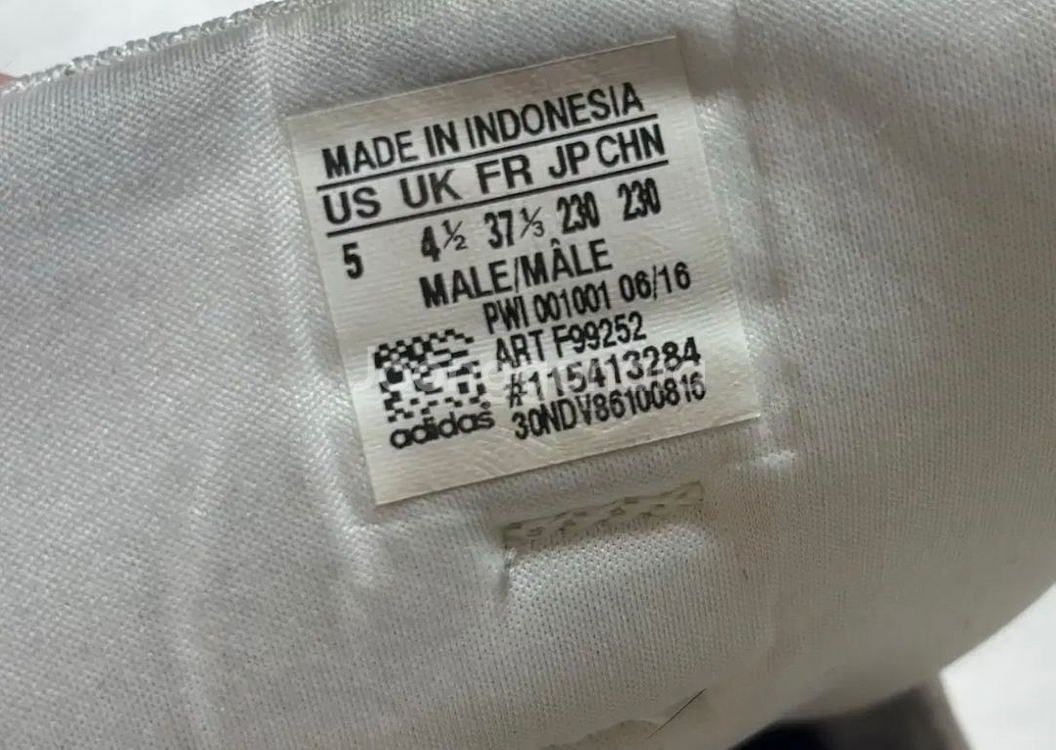 MADE IN INDONESIA
US UK FR JP CHN
5 4½ 37⅓ 230 230
MALE/MÂLE
PWI 001001 06/16
ART F99252
#115413284
30NDV86100816
adidas